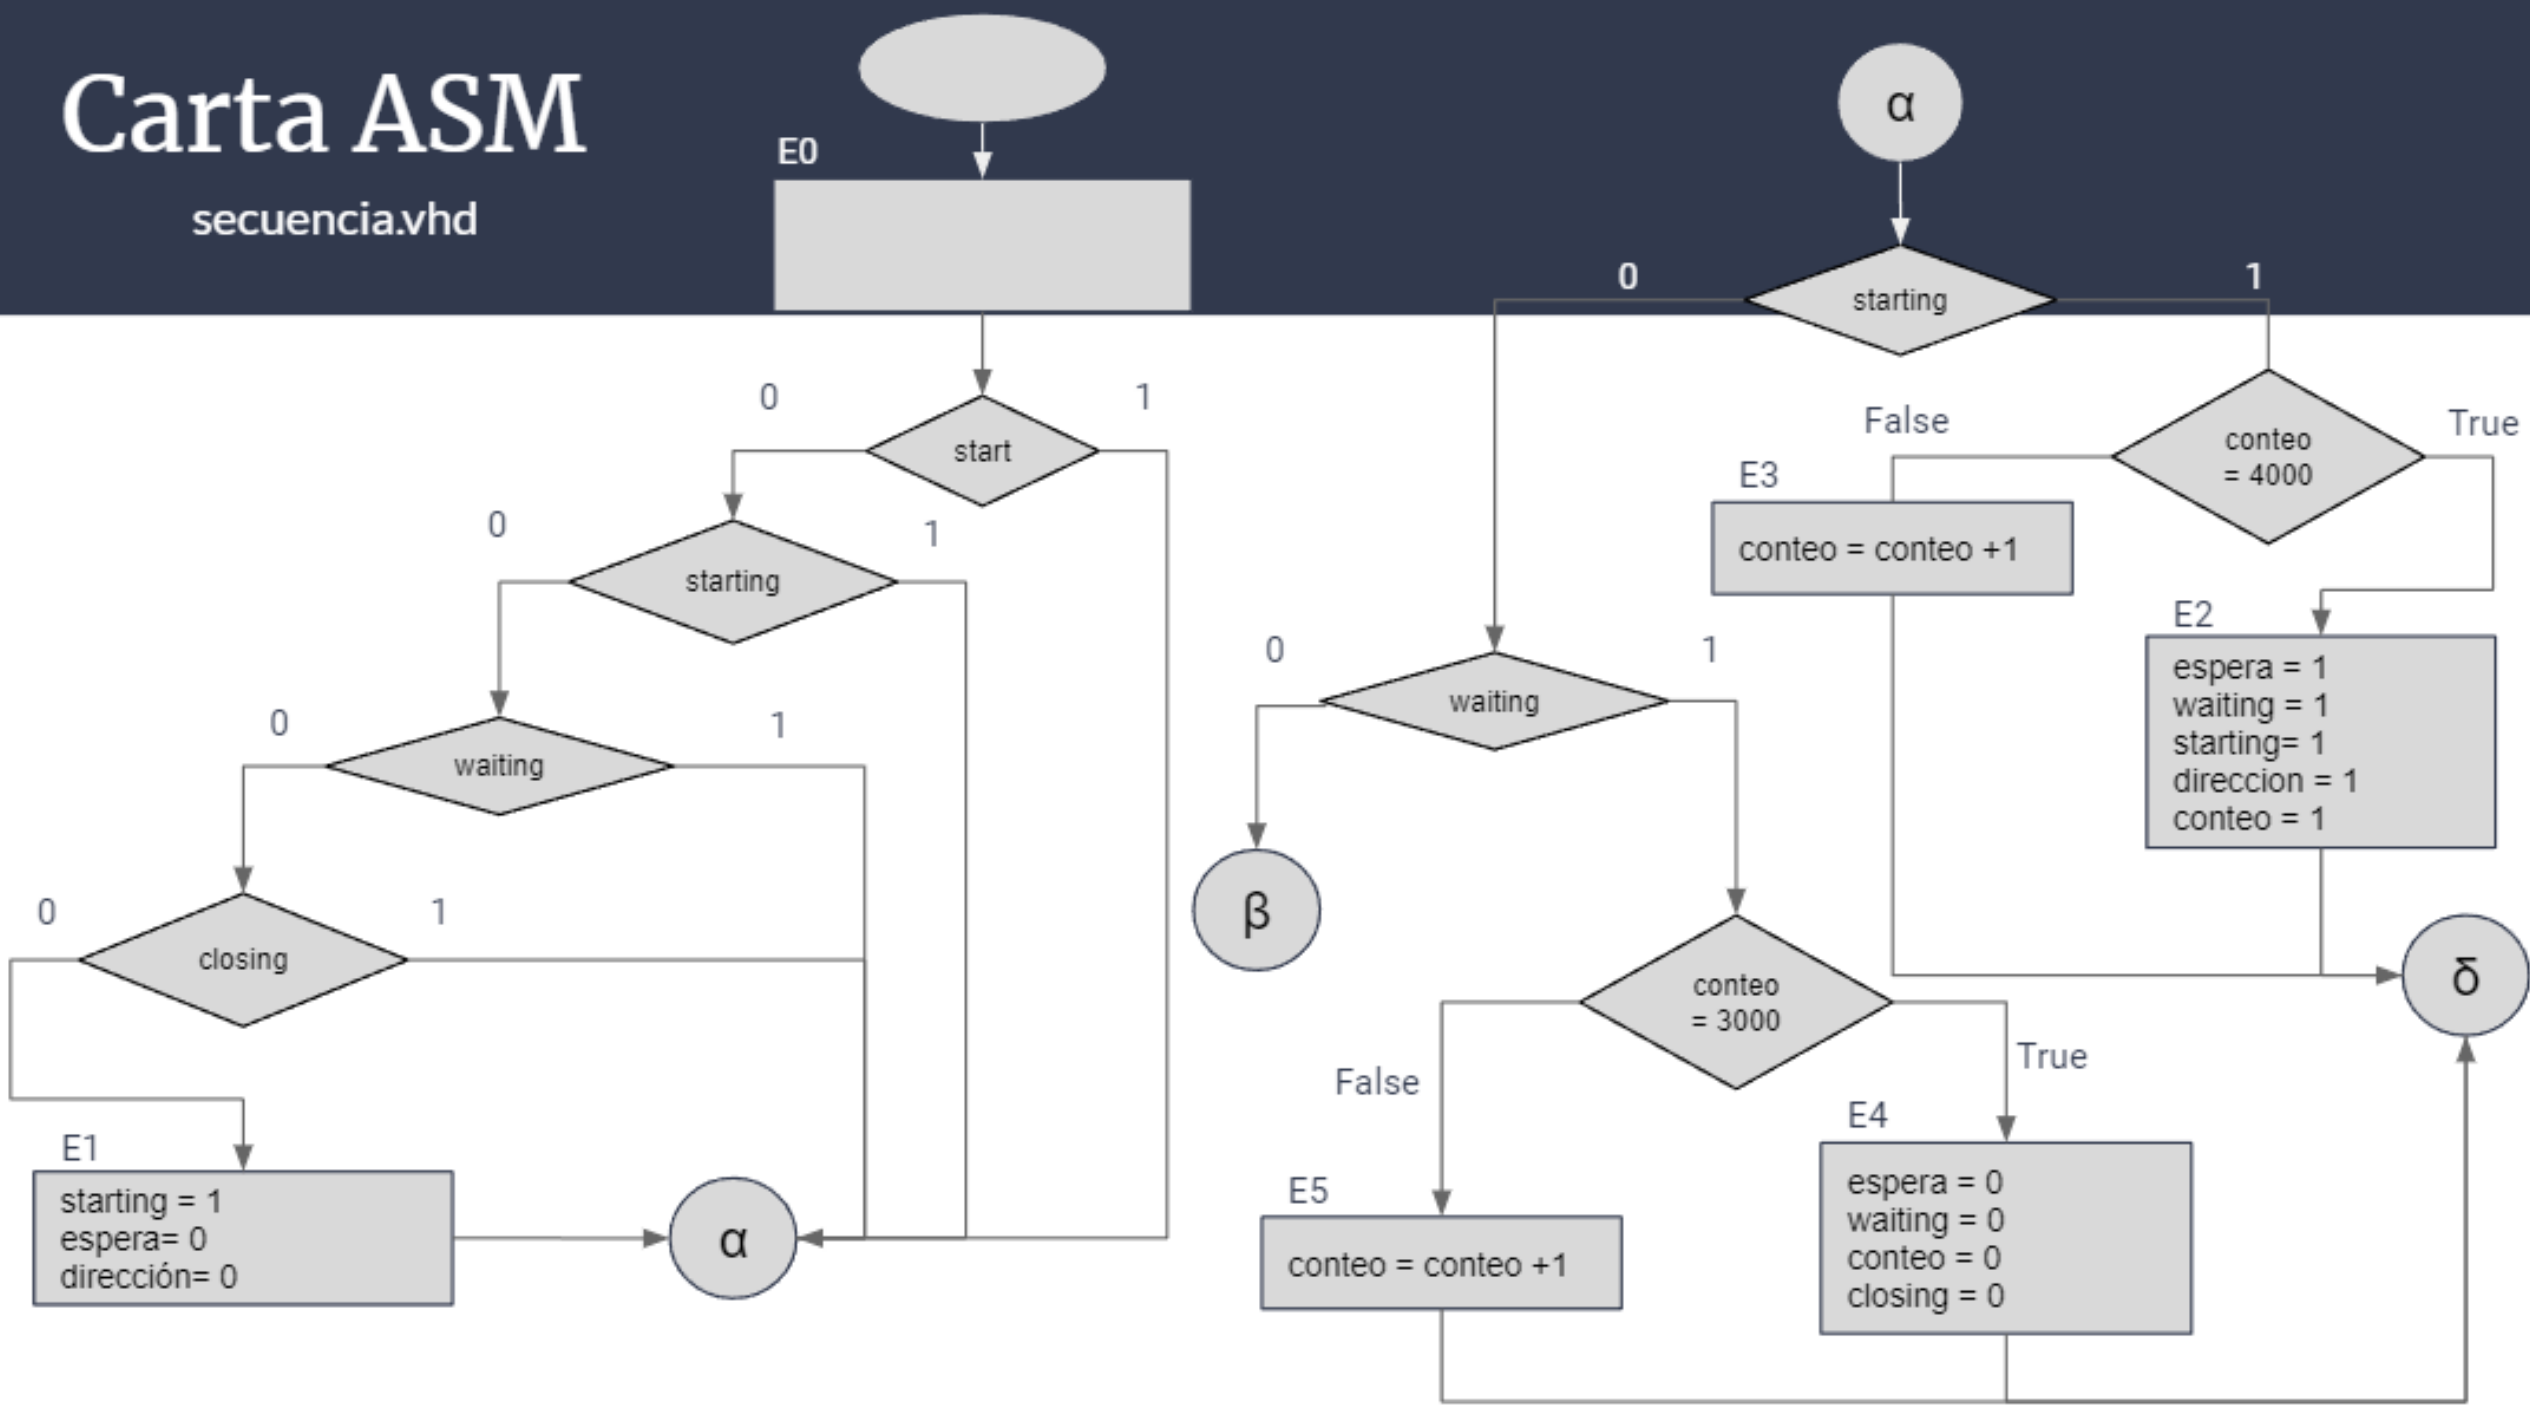 Carta ASM
secuencia.vhd
E0
0
1
start
0
1
starting
0
1
waiting
0
1
closing
E1
starting = 1
espera= 0
dirección= 0
α
α
0
1
starting
False
True
conteo
= 4000
E3
conteo = conteo +1
E2
espera = 1
waiting = 1
starting= 1
direccion = 1
conteo = 1
0
1
waiting
β
δ
conteo
= 3000
False
True
E5
conteo = conteo +1
E4
espera = 0
waiting = 0
conteo = 0
closing = 0